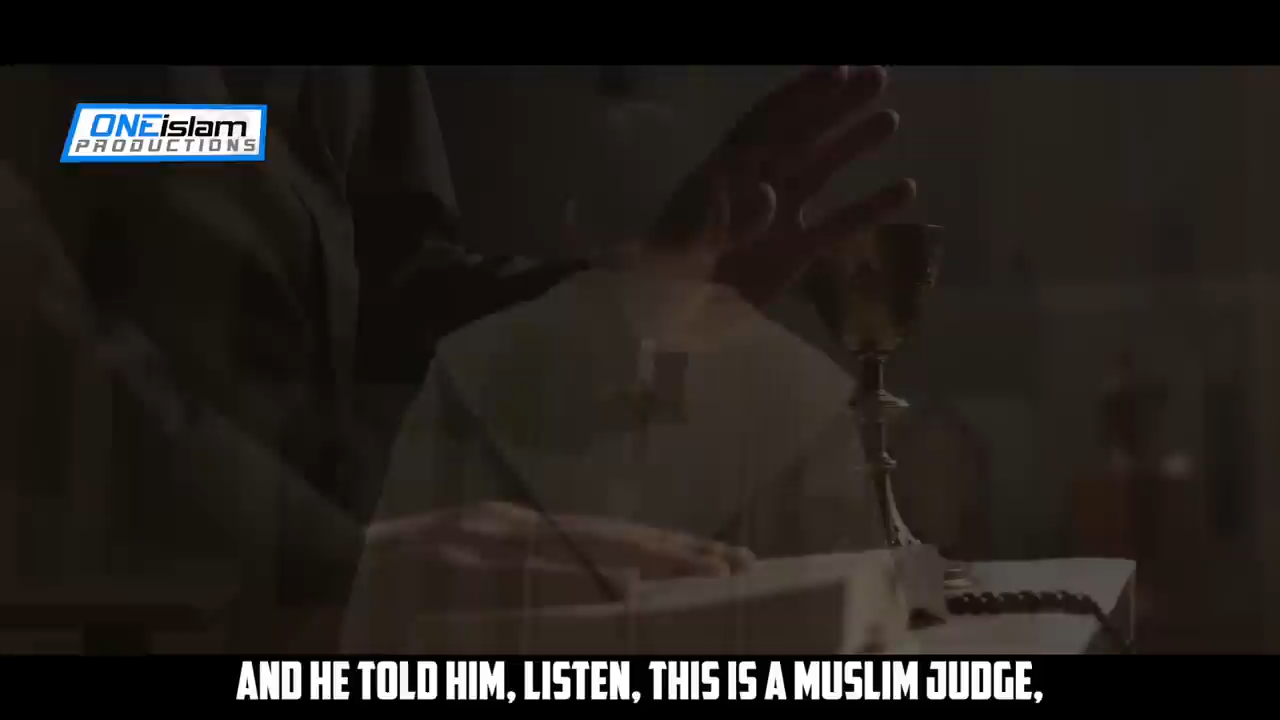 ONEislam
PRODUCTIONS
AND HE TOLD HIM, LISTEN, THIS IS A MUSLIM JUDGE,